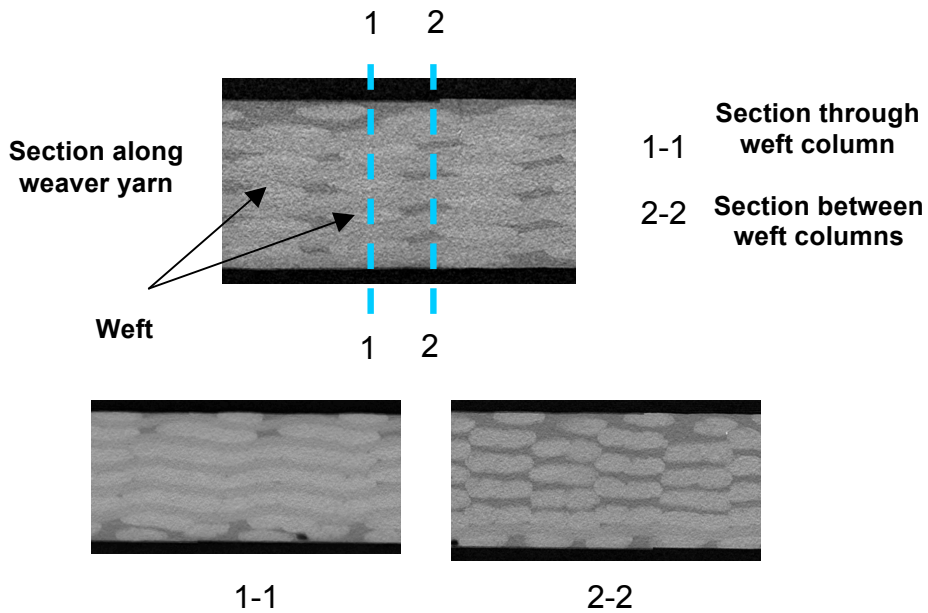 1 2
Section along
weaver yarn
Section through
1-1 weft column
2-2 Section between
weft columns
Weft
1 2
1-1 2-2